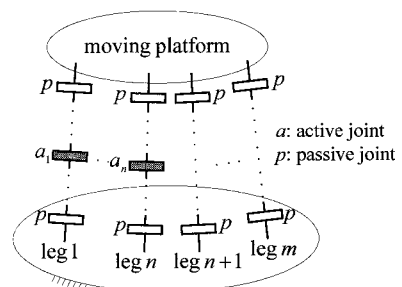 moving platform
p p p p
a: active joint
p: passive joint
a₁ aₙ
p p p p
leg 1 leg n leg n+1 leg m